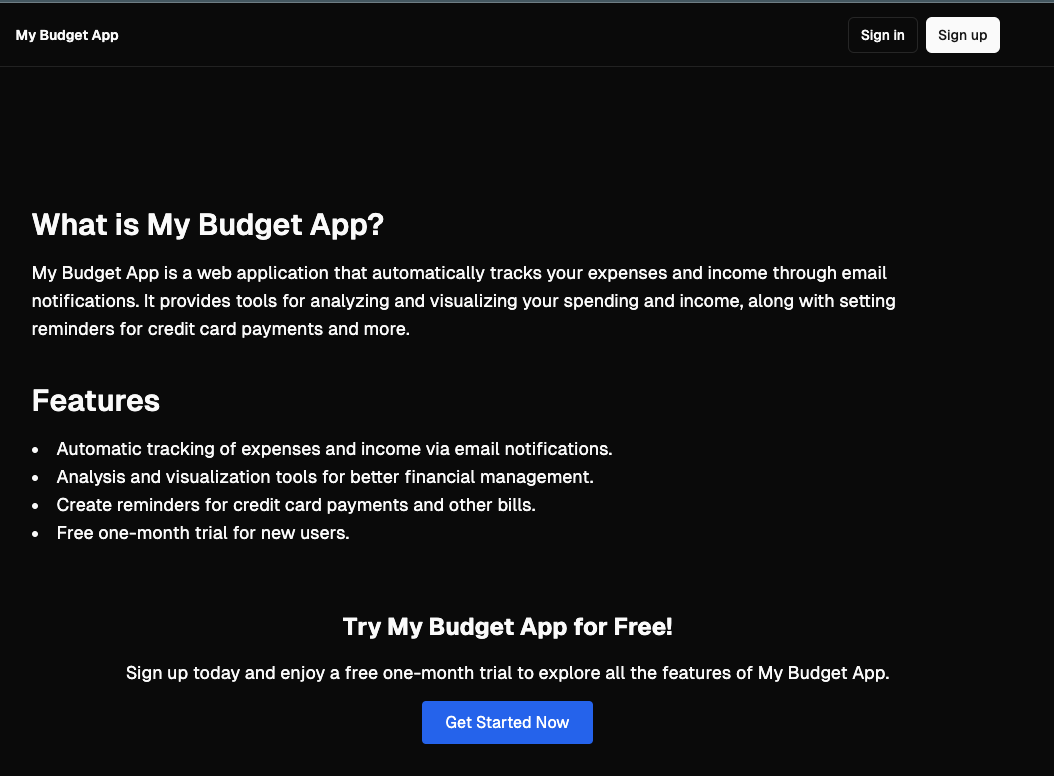 My Budget App
Sign in
Sign up
What is My Budget App?
My Budget App is a web application that automatically tracks your expenses and income through email
notifications. It provides tools for analyzing and visualizing your spending and income, along with setting
reminders for credit card payments and more.
Features
• Automatic tracking of expenses and income via email notifications.
• Analysis and visualization tools for better financial management.
• Create reminders for credit card payments and other bills.
• Free one-month trial for new users.
Try My Budget App for Free!
Sign up today and enjoy a free one-month trial to explore all the features of My Budget App.
Get Started Now